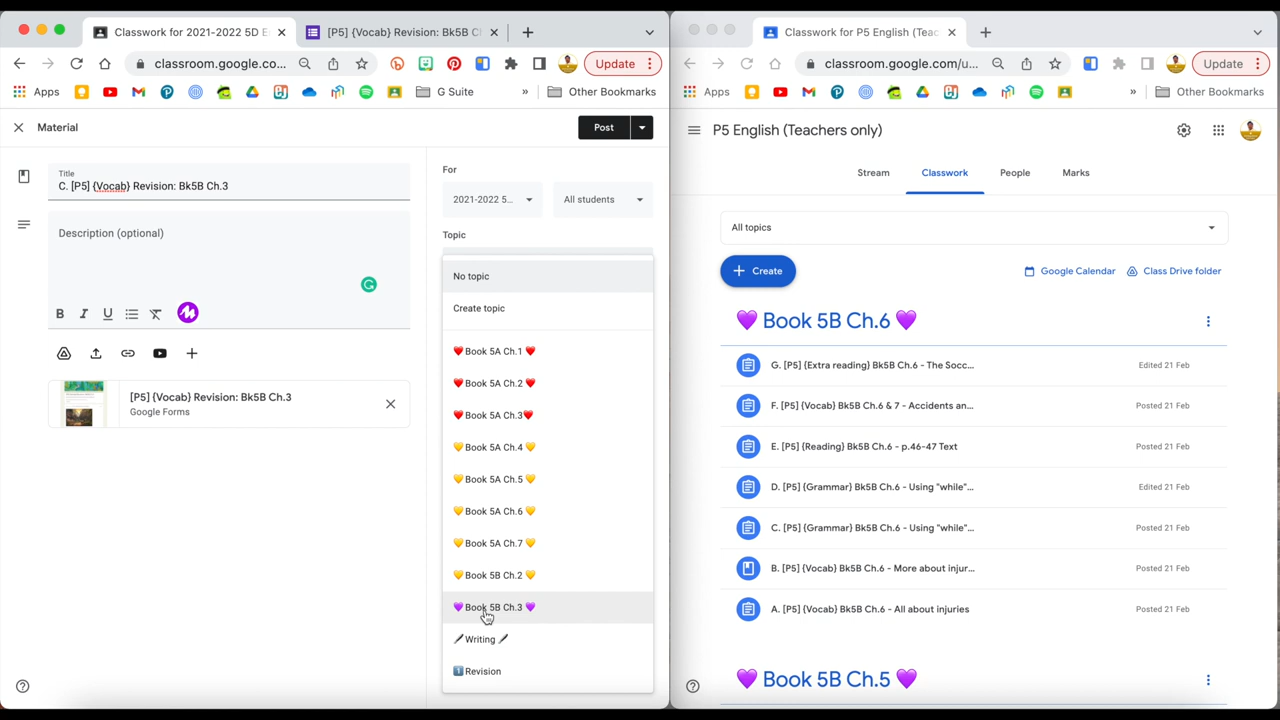 Classwork for 2021-2022 5D E
[P5] {Vocab} Revision: Bk5B Ch
classroom.google.co...
Update
Apps
G Suite
»
Other Bookmarks
Material
Post
Title
C. [P5] {Vocab} Revision: Bk5B Ch.3
Description (optional)
B I U
[P5] {Vocab} Revision: Bk5B Ch.3
Google Forms
For
2021-2022 5...
All students
Topic
No topic
Create topic
❤️Book 5A Ch.1 ❤️
❤️Book 5A Ch.2 ❤️
❤️Book 5A Ch.3❤️
💛Book 5A Ch.4 💛
💛Book 5A Ch.5 💛
💛Book 5A Ch.6 💛
💛Book 5A Ch.7 💛
💛Book 5B Ch.2 💛
💜Book 5B Ch.3 💜
🖊️Writing 🖊️
1️⃣Revision
Classwork for P5 English (Teac
classroom.google.com/u...
Update
Apps
»
Other Bookmarks
P5 English (Teachers only)
Stream
Classwork
People
Marks
All topics
+ Create
Google Calendar
Class Drive folder
💜 Book 5B Ch.6 💜
G. [P5] {Extra reading} Bk5B Ch.6 - The Socc...
Edited 21 Feb
F. [P5] {Vocab} Bk5B Ch.6 & 7 - Accidents an...
Posted 21 Feb
E. [P5] {Reading} Bk5B Ch.6 - p.46-47 Text
Posted 21 Feb
D. [P5] {Grammar} Bk5B Ch.6 - Using "while"...
Edited 21 Feb
C. [P5] {Grammar} Bk5B Ch.6 - Using "while"...
Posted 21 Feb
B. [P5] {Vocab} Bk5B Ch.6 - More about injur...
Posted 21 Feb
A. [P5] {Vocab} Bk5B Ch.6 - All about injuries
Posted 21 Feb
💜 Book 5B Ch.5 💜